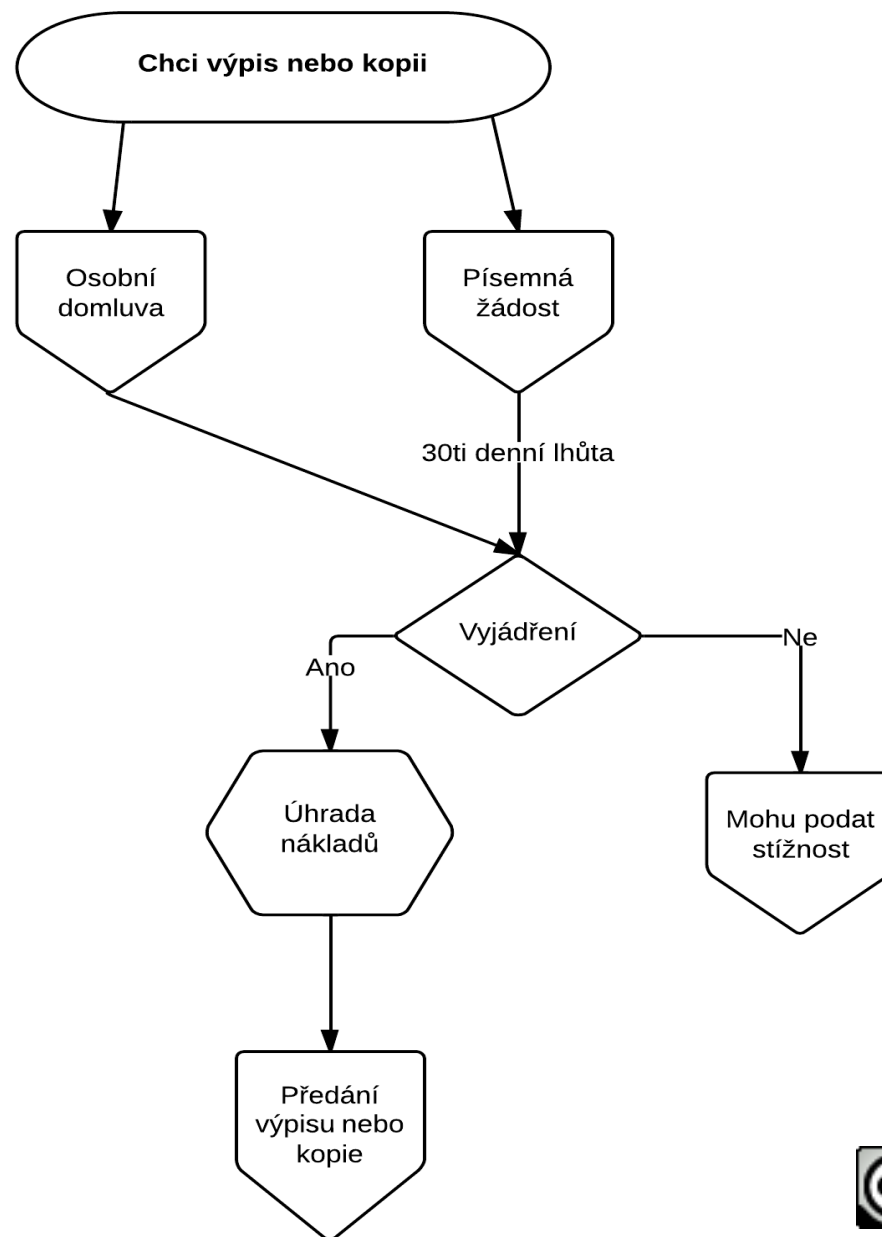 Chci výpis nebo kopii
Osobní
domluva
Písemná
žádost
30ti denní lhůta
Vyjádření
Ano
Ne
Úhrada
nákladů
Mohu podat
stížnost
Předání
výpisu nebo
kopie